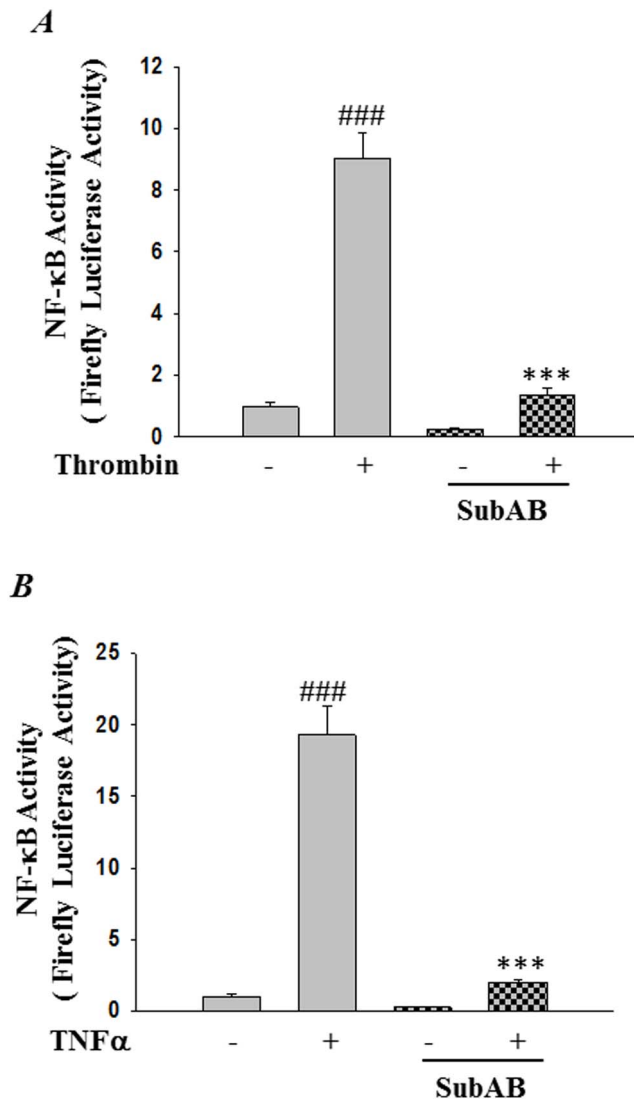 A
NF-κB Activity
( Firefly Luciferase Activity)
12
10
8
6
4
2
0
###
***
Thrombin - + - +
SubAB
B
NF-κB Activity
( Firefly Luciferase Activity)
25
20
15
10
5
0
###
***
TNFα - + - +
SubAB